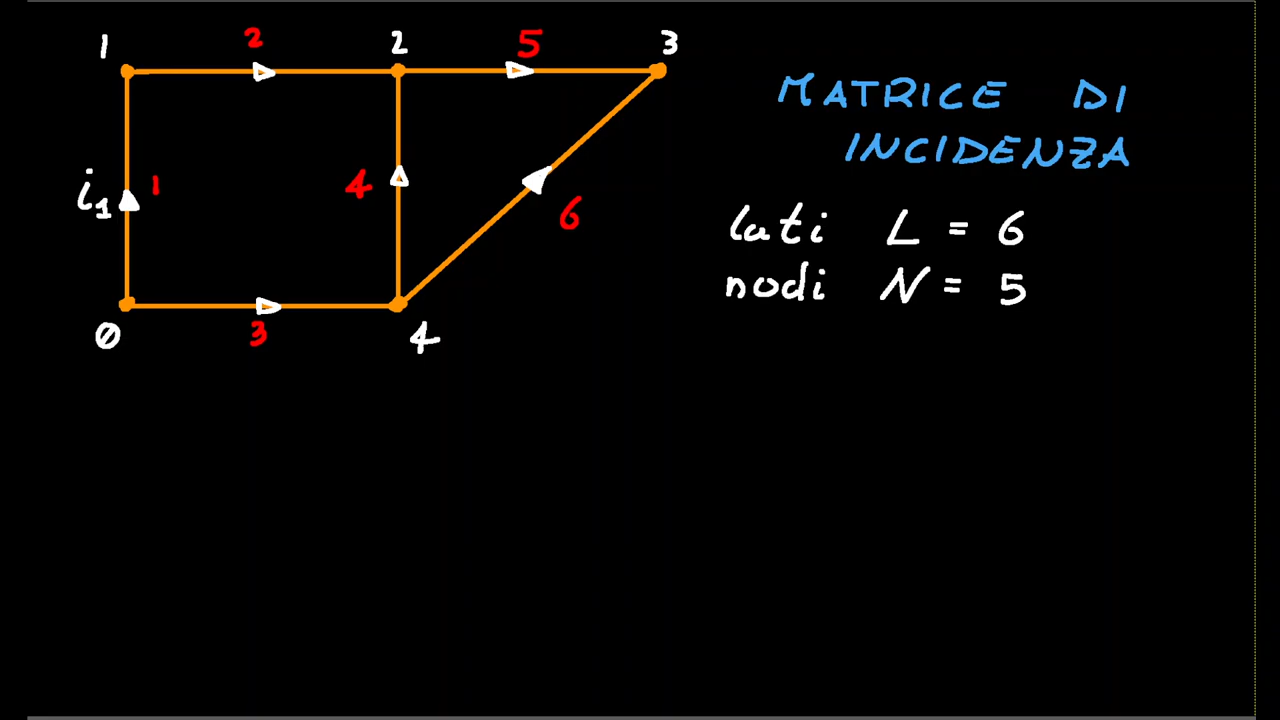 1 2 2 5 3
MATRICE DI
INCIDENZA
i1 1 4 6
lati L = 6
nodi N = 5
0 3 4